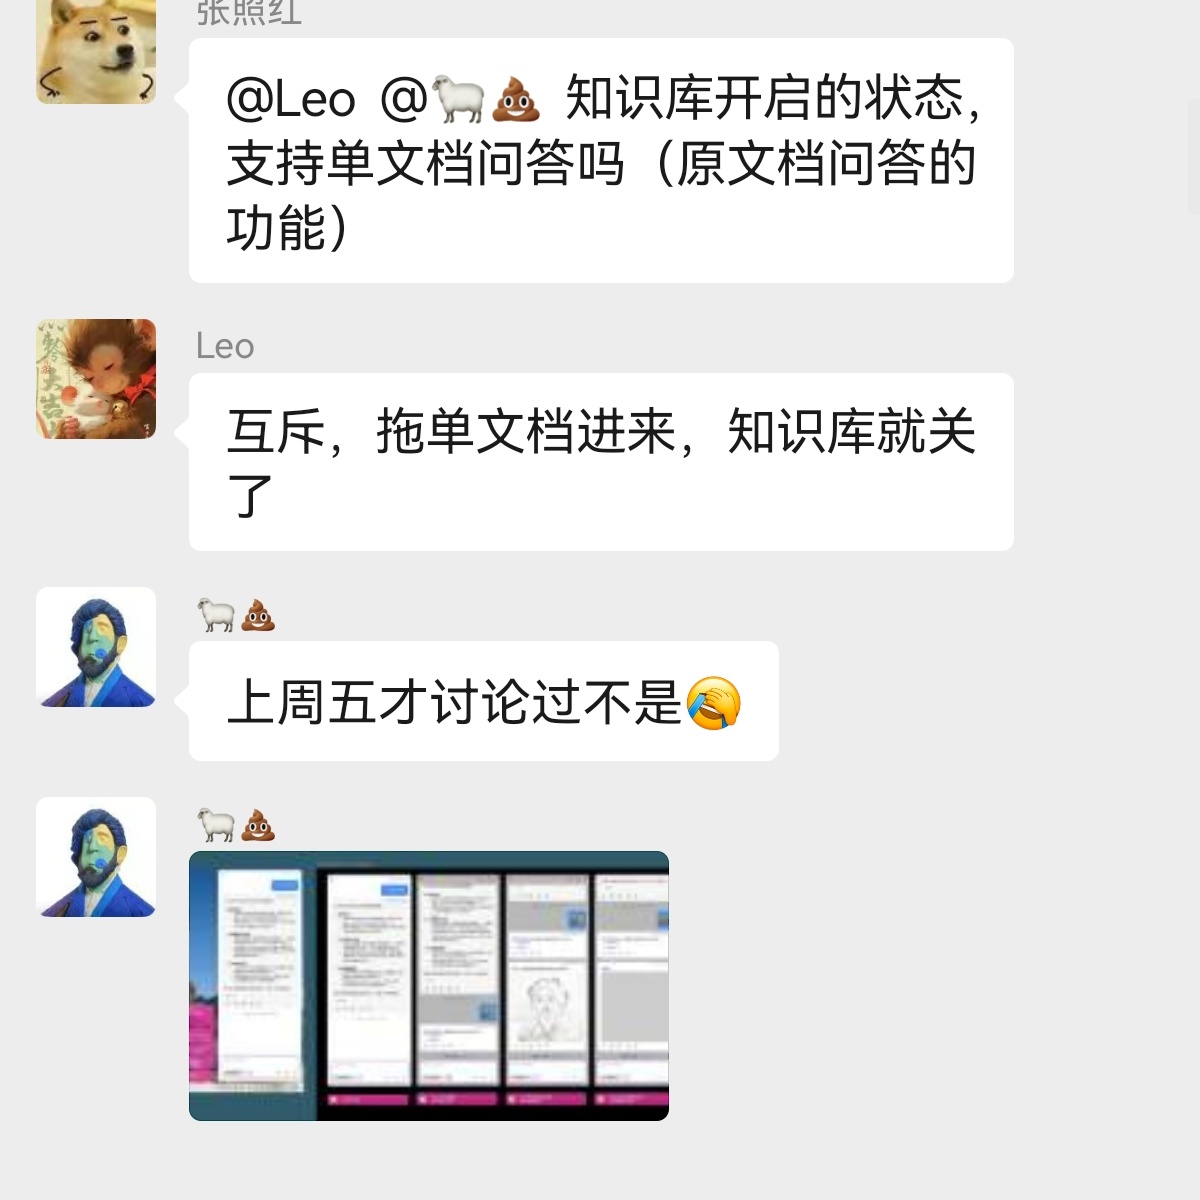 张照红
@Leo @🐑💩 知识库开启的状态,
支持单文档问答吗（原文档问答的
功能）
Leo
互斥，拖单文档进来，知识库就关
了
🐑💩
上周五才讨论过不是🤦
🐑💩